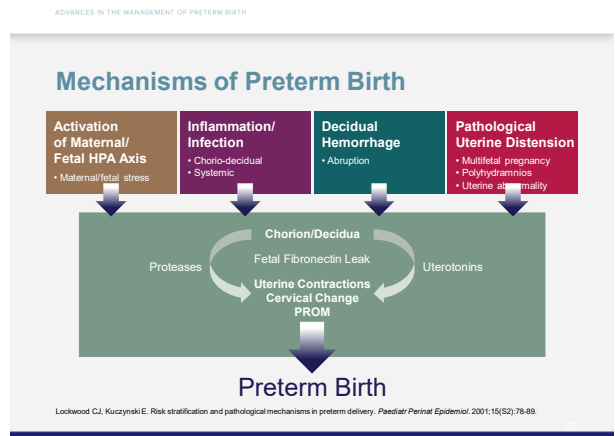 ADVANCES IN THE MANAGEMENT OF PRETERM BIRTH
Mechanisms of Preterm Birth
Activation
of Maternal/
Fetal HPA Axis
• Maternal/fetal stress
Inflammation/
Infection
• Chorio-decidual
• Systemic
Decidual
Hemorrhage
• Abruption
Pathological
Uterine Distension
• Multifetal pregnancy
• Polyhydramnios
• Uterine abnormality
Chorion/Decidua
Proteases
Fetal Fibronectin Leak
Uterotonins
Uterine Contractions
Cervical Change
PROM
Preterm Birth
Lockwood CJ, Kuczynski E. Risk stratification and pathological mechanisms in preterm delivery. Paediatr Perinat Epidemiol. 2001;15(S2):78-89.